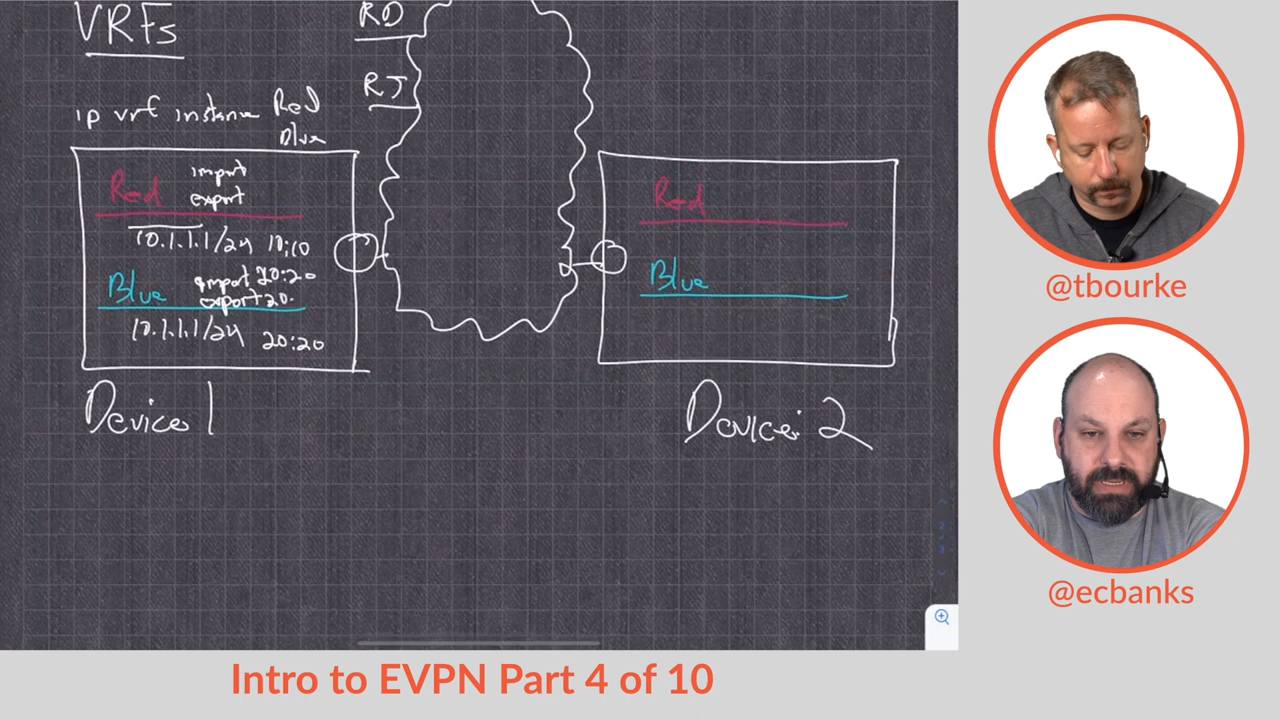 VRFs
RD
RT
ip vrf instance Red
Blue
Red import
export
10.1.1.1/24 10:10
Blue import 20:20
export 20:
10.1.1.1/24 20:20
Device 1
Red
Blue
Device 2
@tbourke
@ecbanks
Intro to EVPN Part 4 of 10